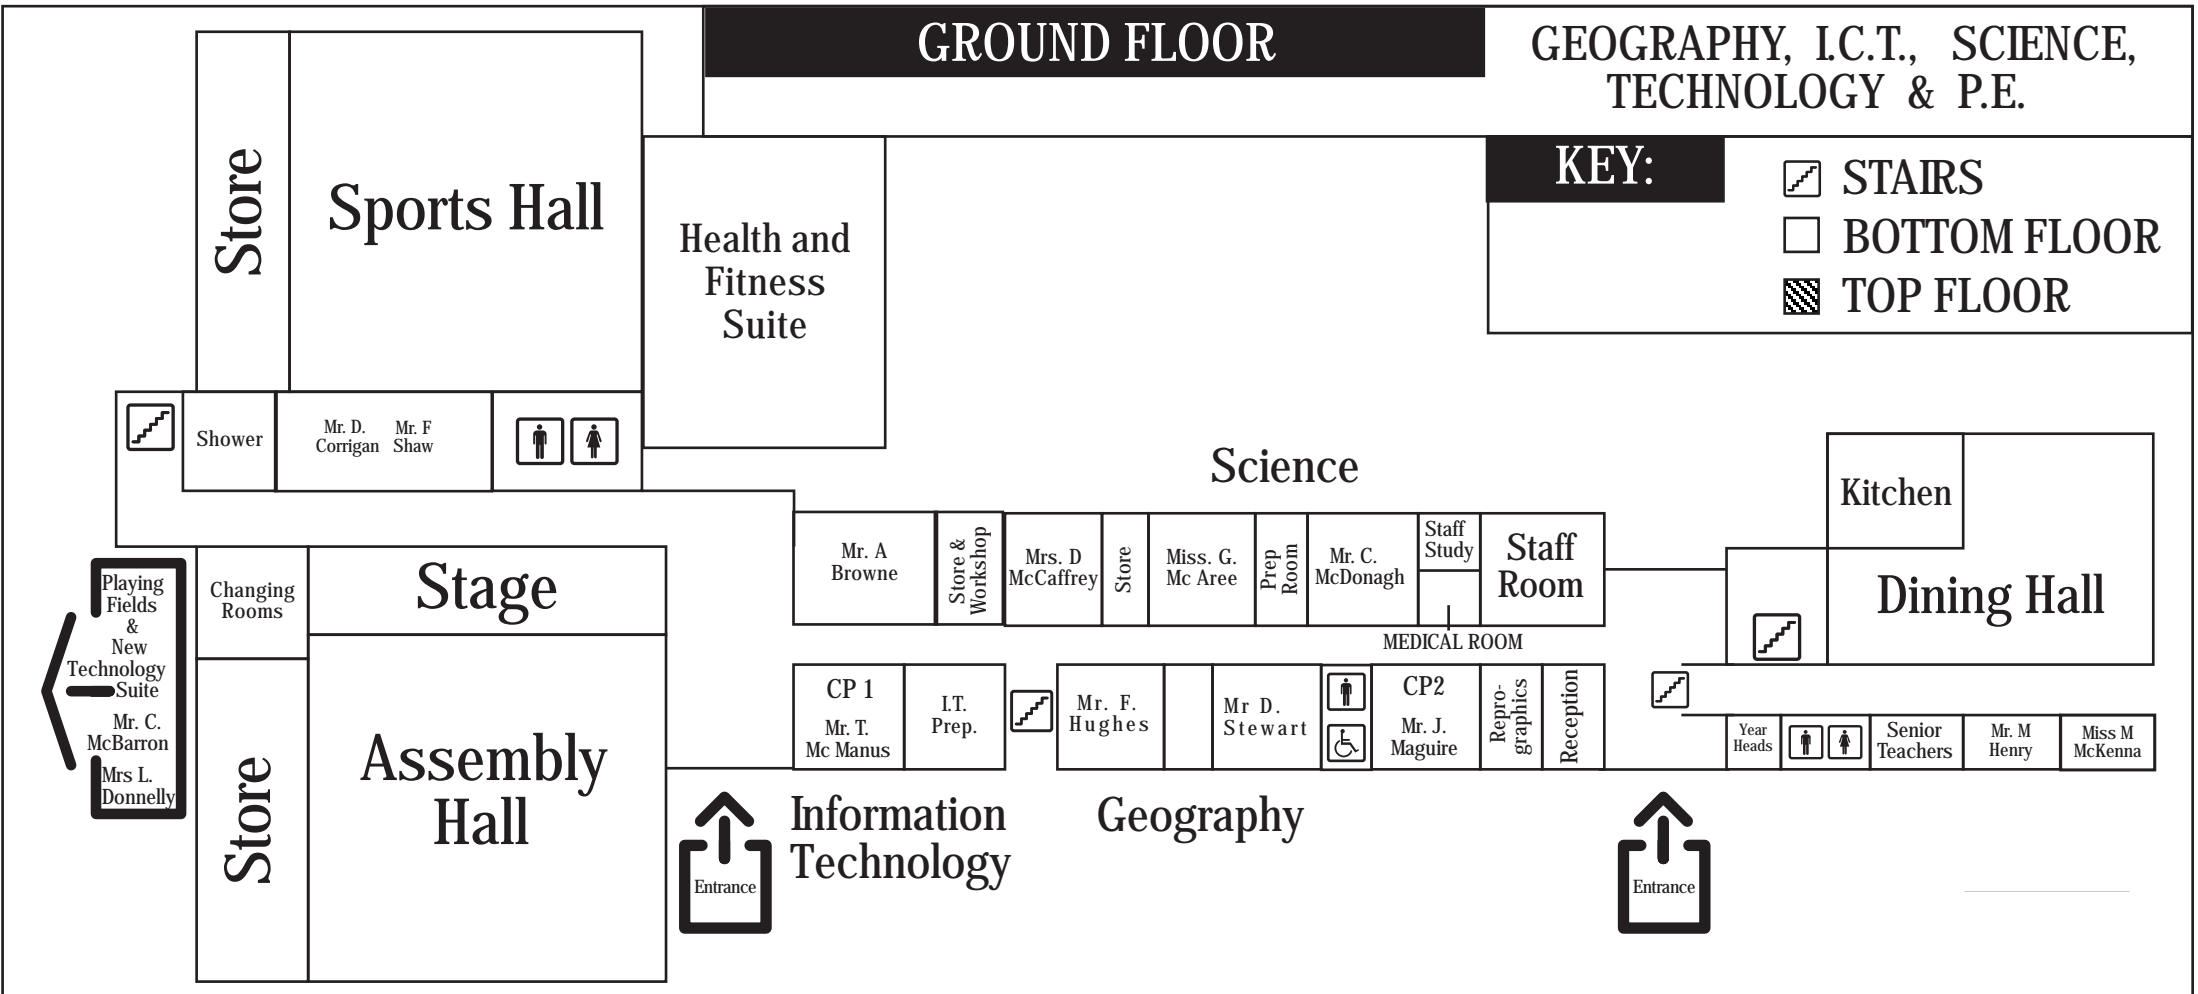 GROUND FLOOR
GEOGRAPHY, I.C.T., SCIENCE,
TECHNOLOGY & P.E.
KEY:
STAIRS
BOTTOM FLOOR
TOP FLOOR
Store
Sports Hall
Health and
Fitness
Suite
Shower
Mr. D.
Corrigan
Mr. F
Shaw
Science
Kitchen
Dining Hall
Mr. A
Browne
Store &
Workshop
Mrs. D
McCaffrey
Store
Miss. G.
Mc Aree
Prep
Room
Mr. C.
McDonagh
Staff
Study
Staff
Room
MEDICAL ROOM
Playing
Fields
&
New
Technology
Suite
Mr. C.
McBarron
Mrs L.
Donnelly
Changing
Rooms
Stage
Store
Assembly
Hall
CP 1
Mr. T.
Mc Manus
I.T.
Prep.
Mr. F.
Hughes
Mr D.
Stewart
CP2
Mr. J.
Maguire
Repro-
graphics
Reception
Year
Heads
Senior
Teachers
Mr. M
Henry
Miss M
McKenna
Entrance
Information
Technology
Geography
Entrance